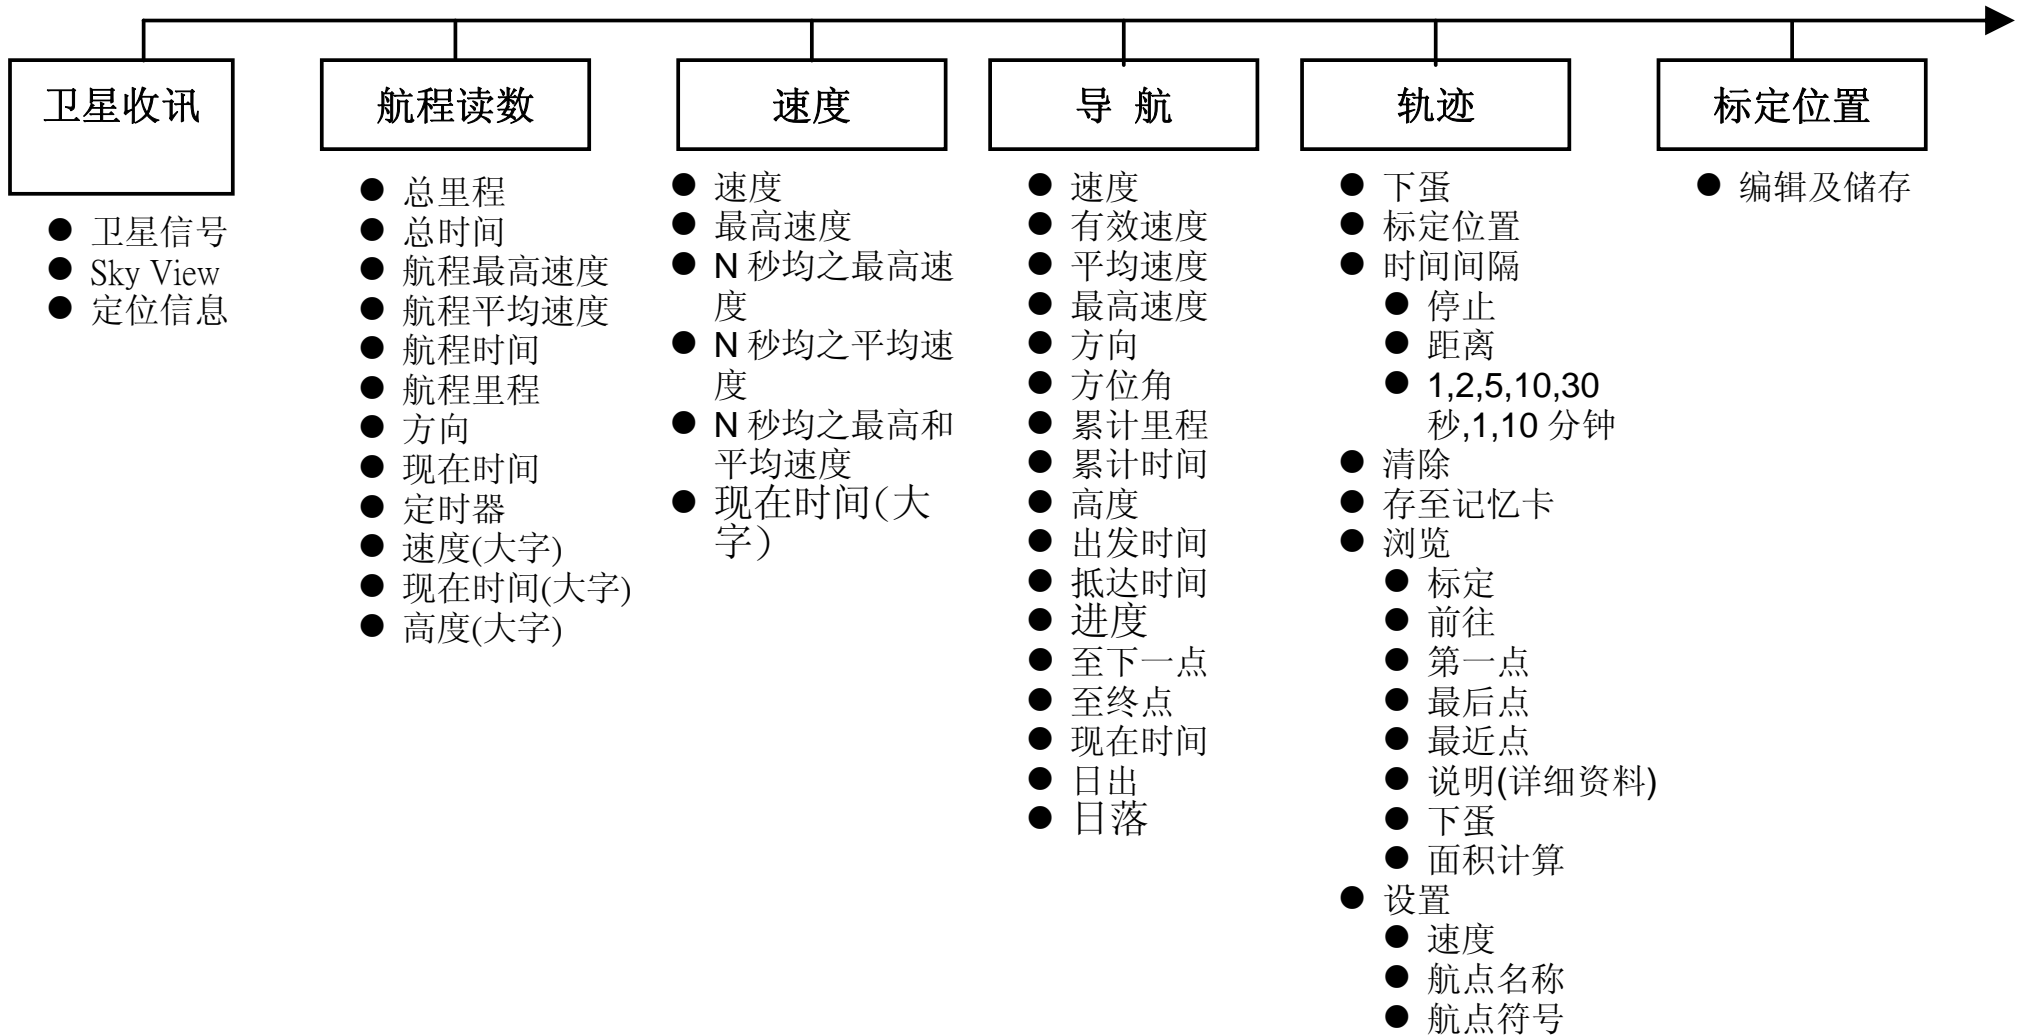 卫星收讯
● 卫星信号
● Sky View
● 定位信息
航程读数
● 总里程
● 总时间
● 航程最高速度
● 航程平均速度
● 航程时间
● 航程里程
● 方向
● 现在时间
● 定时器
● 速度(大字)
● 现在时间(大字)
● 高度(大字)
速度
● 速度
● 最高速度
● N 秒均之最高速
度
● N 秒均之平均速
度
● N 秒均之最高和
平均速度
● 现在时间(大
字)
导 航
● 速度
● 有效速度
● 平均速度
● 最高速度
● 方向
● 方位角
● 累计里程
● 累计时间
● 高度
● 出发时间
● 抵达时间
● 进度
● 至下一点
● 至终点
● 现在时间
● 日出
● 日落
轨迹
● 下蛋
● 标定位置
● 时间间隔
● 停止
● 距离
● 1,2,5,10,30
秒,1,10 分钟
● 清除
● 存至记忆卡
● 浏览
● 标定
● 前往
● 第一点
● 最后点
● 最近点
● 说明(详细资料)
● 下蛋
● 面积计算
● 设置
● 速度
● 航点名称
● 航点符号
标定位置
● 编辑及储存